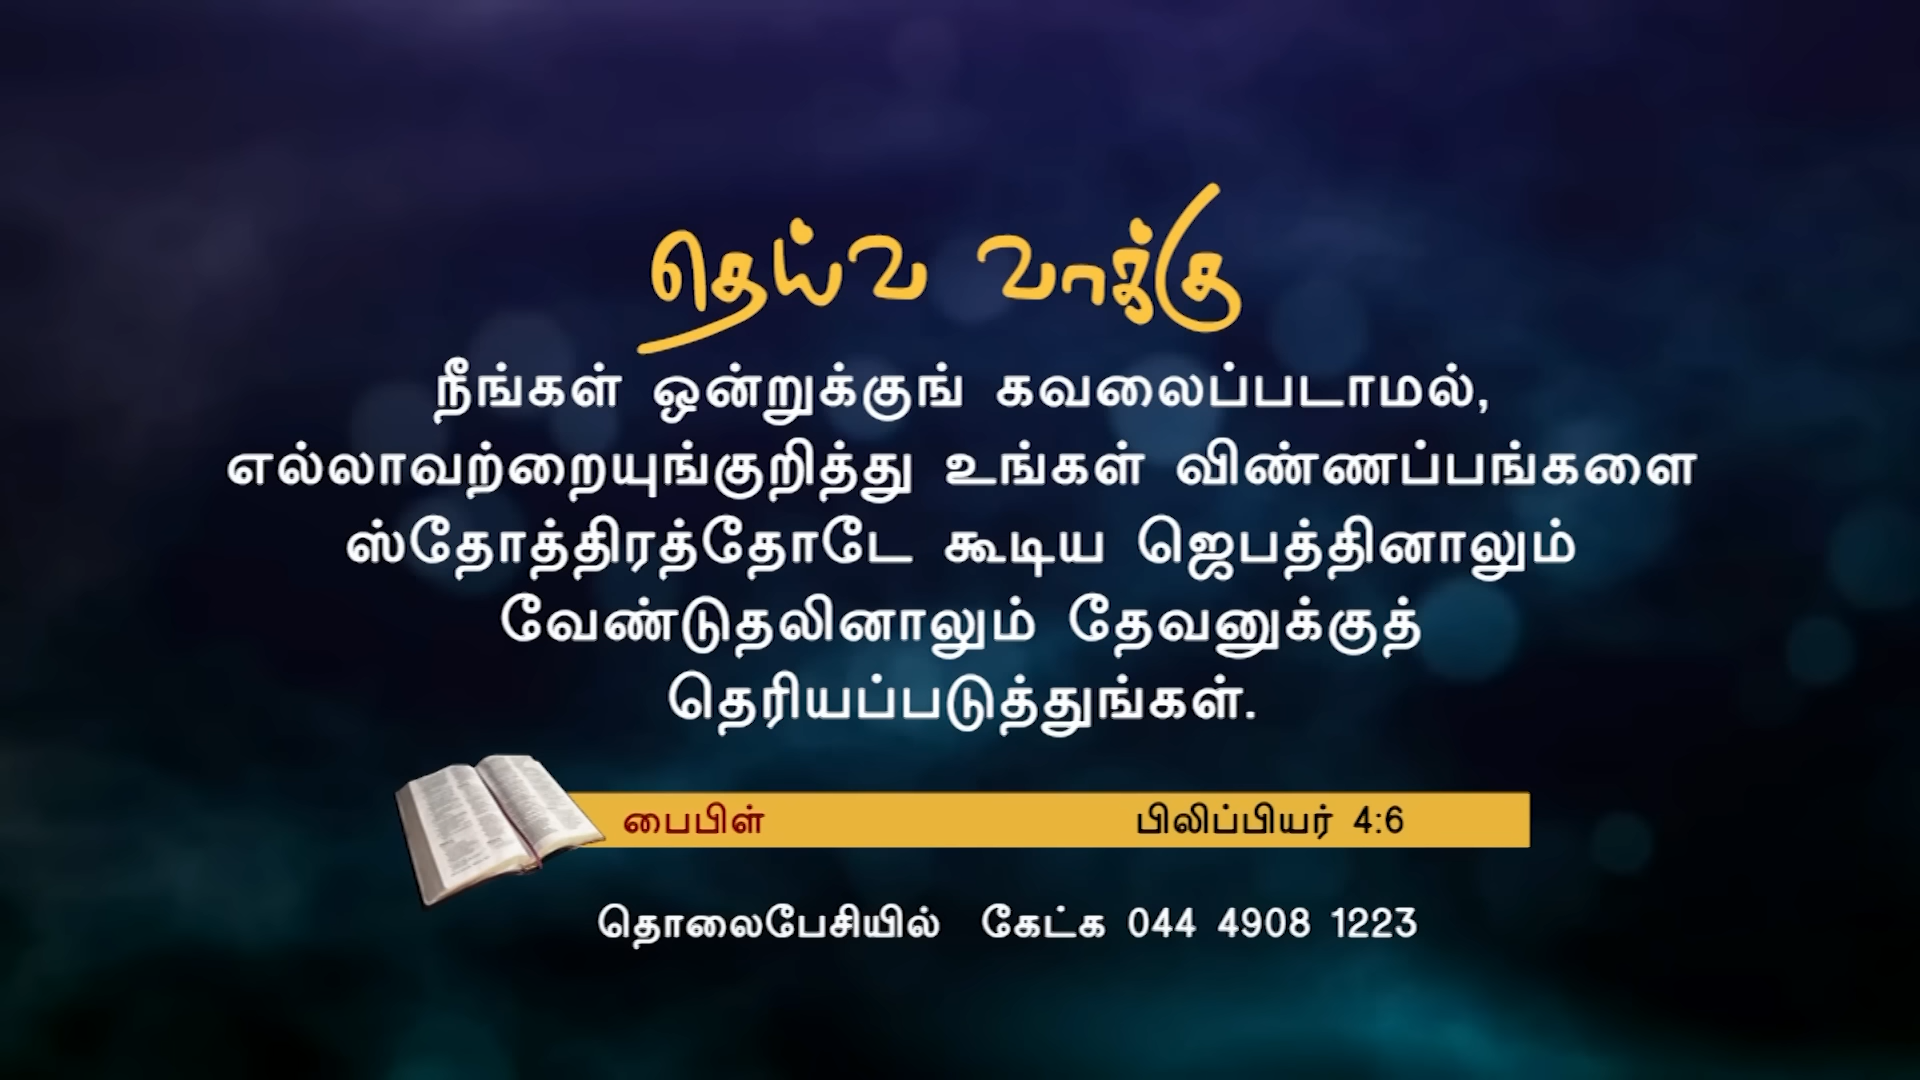 தெய்வ வாக்கு
நீங்கள் ஒன்றுக்குங் கவலைப்படாமல்,
எல்லாவற்றையுங்குறித்து உங்கள் விண்ணப்பங்களை
ஸ்தோத்திரத்தோடே கூடிய ஜெபத்தினாலும்
வேண்டுதலினாலும் தேவனுக்குத்
தெரியப்படுத்துங்கள்.
பைபிள் பிலிப்பியர் 4:6
தொலைபேசியில் கேட்க 044 4908 1223